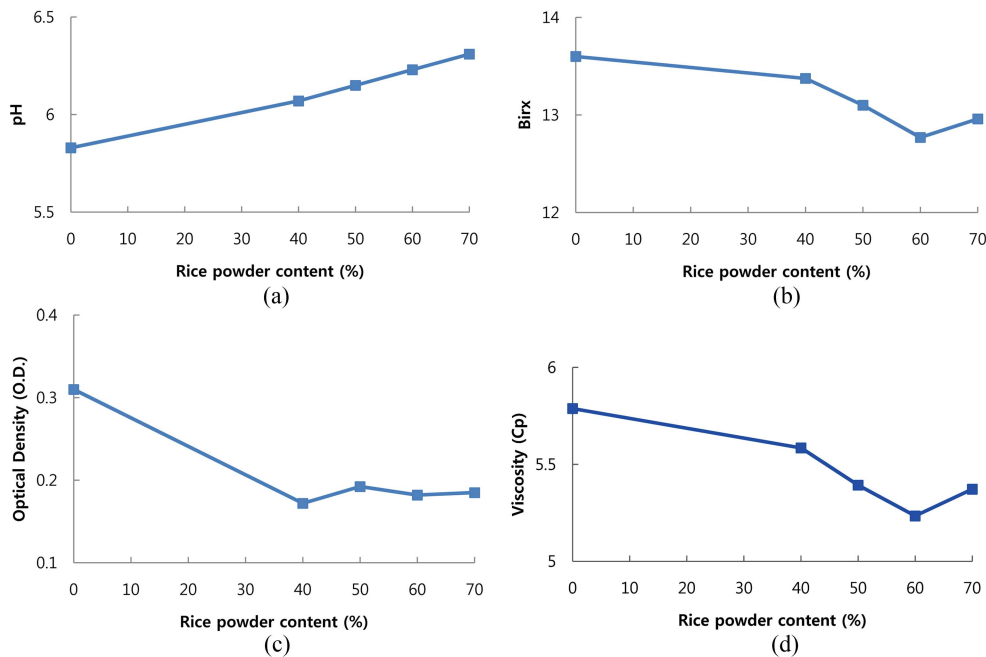 6.5
6
5.5
pH
0 10 20 30 40 50 60 70
Rice powder content (%)
(a)
14
13
12
Birx
0 10 20 30 40 50 60 70
Rice powder content (%)
(b)
0.4
0.3
0.2
0.1
Optical Density (O.D.)
0 10 20 30 40 50 60 70
Rice powder content (%)
(c)
6
5.5
5
Viscosity (Cp)
0 10 20 30 40 50 60 70
Rice powder content (%)
(d)